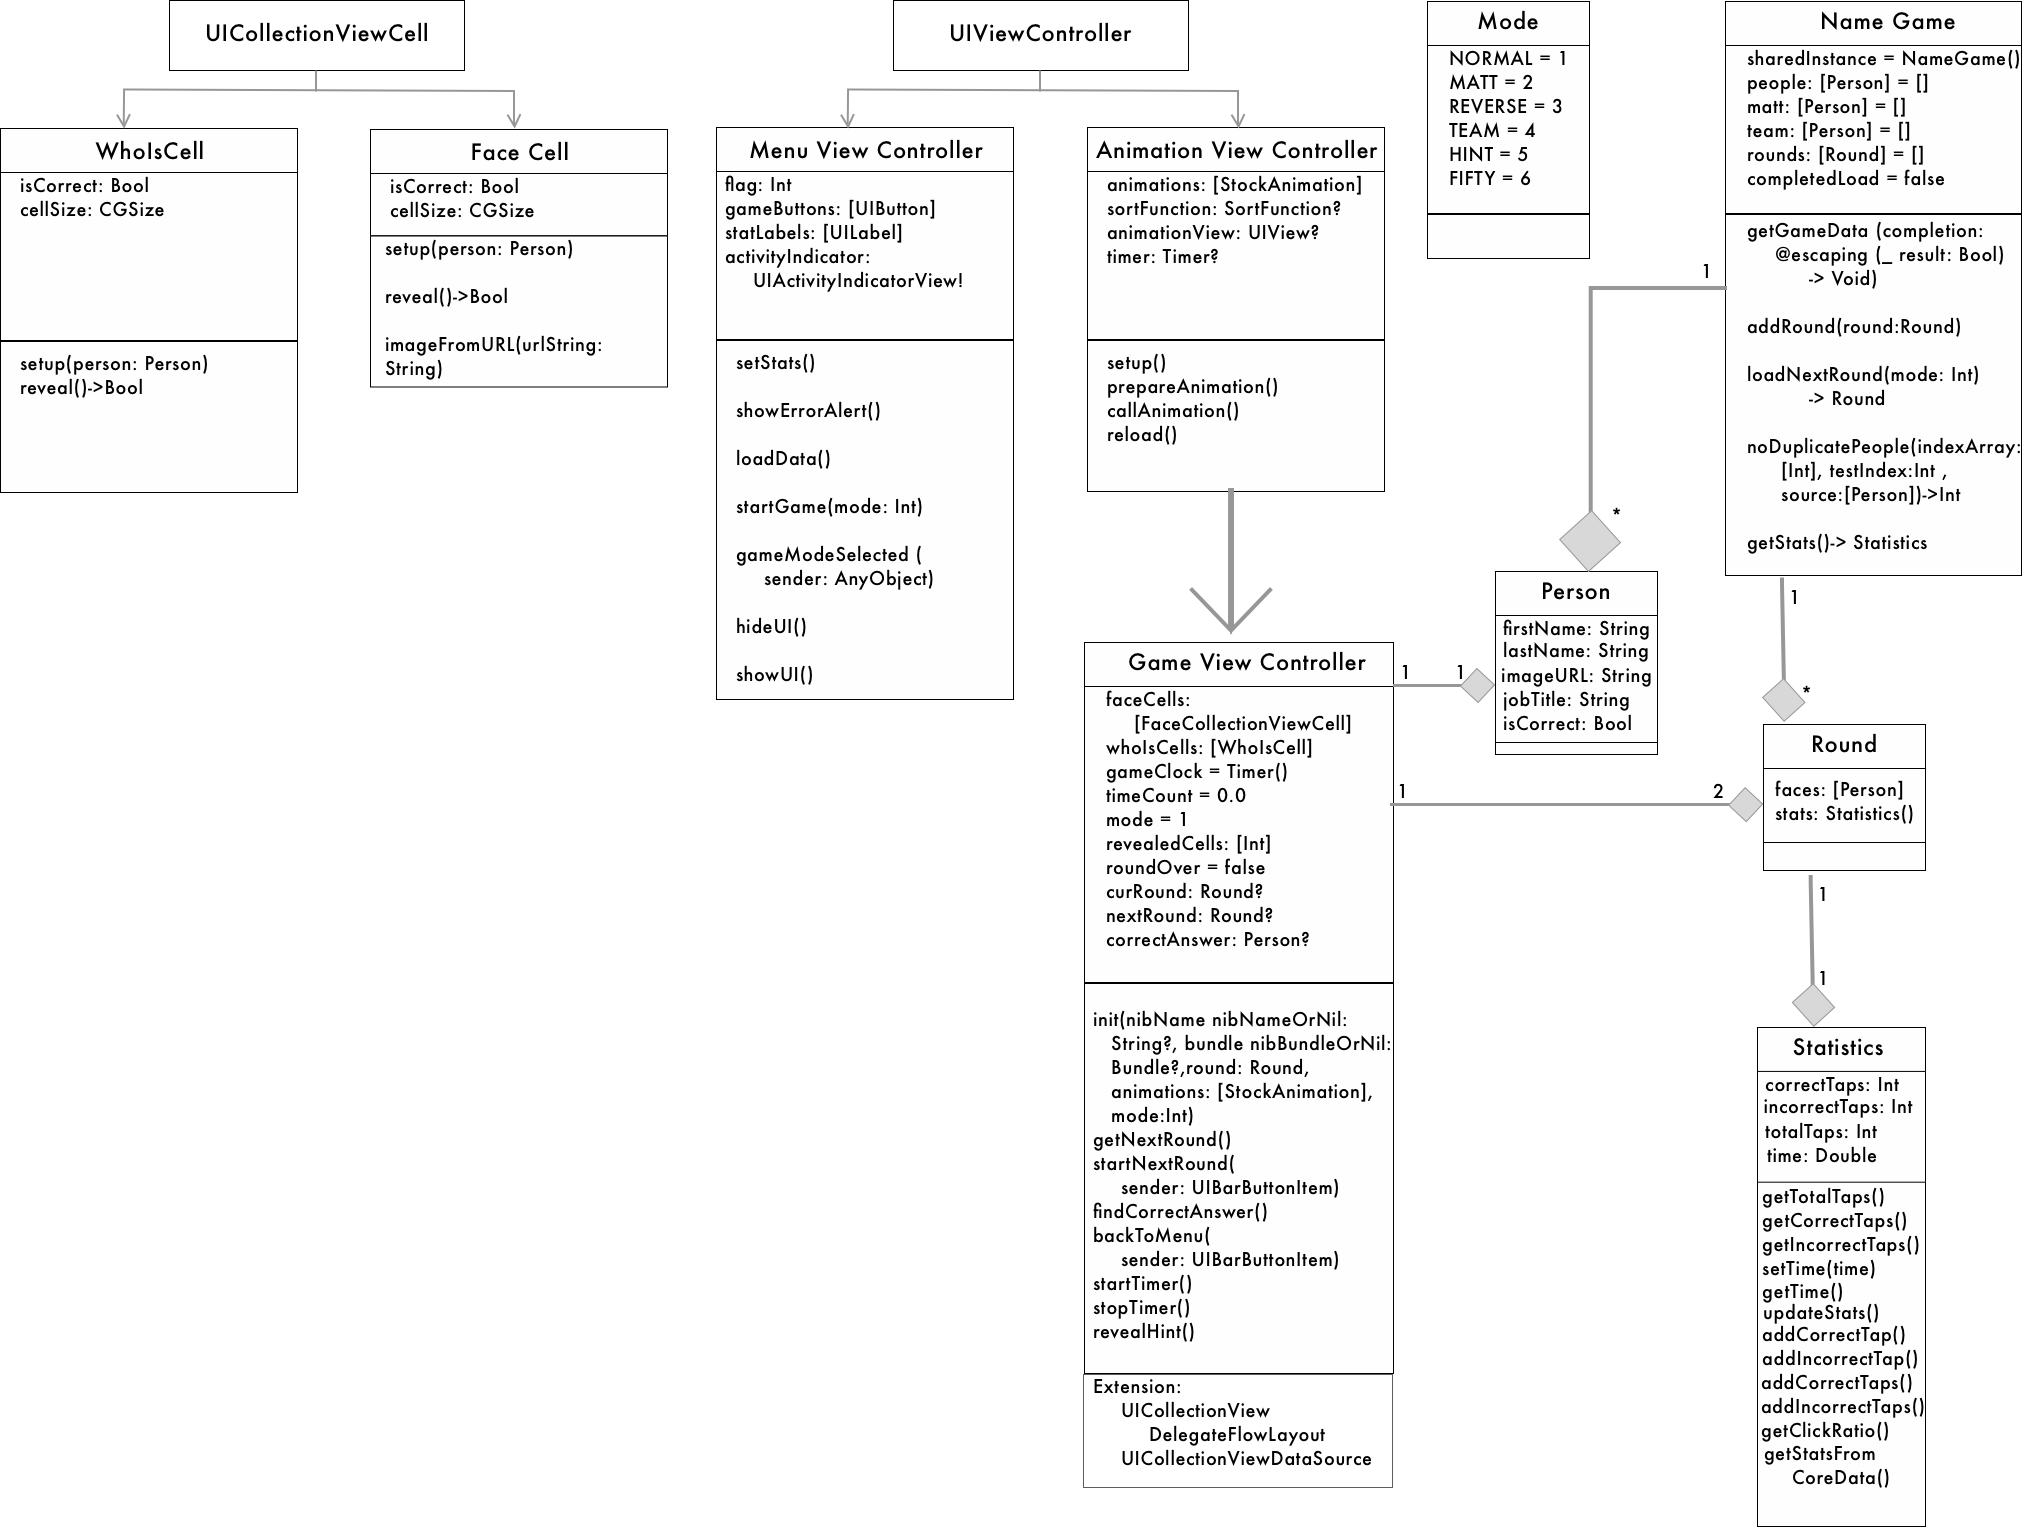 UICollectionViewCell
WhoIsCell
isCorrect: Bool
cellSize: CGSize
setup(person: Person)
reveal()->Bool
Face Cell
isCorrect: Bool
cellSize: CGSize
setup(person: Person)
reveal()->Bool
imageFromURL(urlString:
String)
UIViewController
Menu View Controller
flag: Int
gameButtons: [UIButton]
statLabels: [UILabel]
activityIndicator:
UIActivityIndicatorView!
setStats()
showErrorAlert()
loadData()
startGame(mode: Int)
gameModeSelected (
sender: AnyObject)
hideUI()
showUI()
Animation View Controller
animations: [StockAnimation]
sortFunction: SortFunction?
animationView: UIView?
timer: Timer?
setup()
prepareAnimation()
callAnimation()
reload()
Game View Controller
faceCells:
[FaceCollectionViewCell]
whoIsCells: [WhoIsCell]
gameClock = Timer()
timeCount = 0.0
mode = 1
revealedCells: [Int]
roundOver = false
curRound: Round?
nextRound: Round?
correctAnswer: Person?
init(nibName nibNameOrNil:
String?, bundle nibBundleOrNil:
Bundle?,round: Round,
animations: [StockAnimation],
mode:Int)
getNextRound()
startNextRound(
sender: UIBarButtonItem)
findCorrectAnswer()
backToMenu(
sender: UIBarButtonItem)
startTimer()
stopTimer()
revealHint()
Extension:
UICollectionView
DelegateFlowLayout
UICollectionViewDataSource
Mode
NORMAL = 1
MATT = 2
REVERSE = 3
TEAM = 4
HINT = 5
FIFTY = 6
Name Game
sharedInstance = NameGame()
people: [Person] = []
matt: [Person] = []
team: [Person] = []
rounds: [Round] = []
completedLoad = false
getGameData (completion:
@escaping (_ result: Bool)
-> Void)
addRound(round:Round)
loadNextRound(mode: Int)
-> Round
noDuplicatePeople(indexArray:
[Int], testIndex:Int ,
source:[Person])->Int
getStats()-> Statistics
1
*
Person
firstName: String
lastName: String
imageURL: String
jobTitle: String
isCorrect: Bool
1 1
1
*
Round
faces: [Person]
stats: Statistics()
1 2
1
1
Statistics
correctTaps: Int
incorrectTaps: Int
totalTaps: Int
time: Double
getTotalTaps()
getCorrectTaps()
getIncorrectTaps()
setTime(time)
getTime()
updateStats()
addCorrectTap()
addIncorrectTap()
addCorrectTaps()
addIncorrectTaps()
getClickRatio()
getStatsFrom
CoreData()